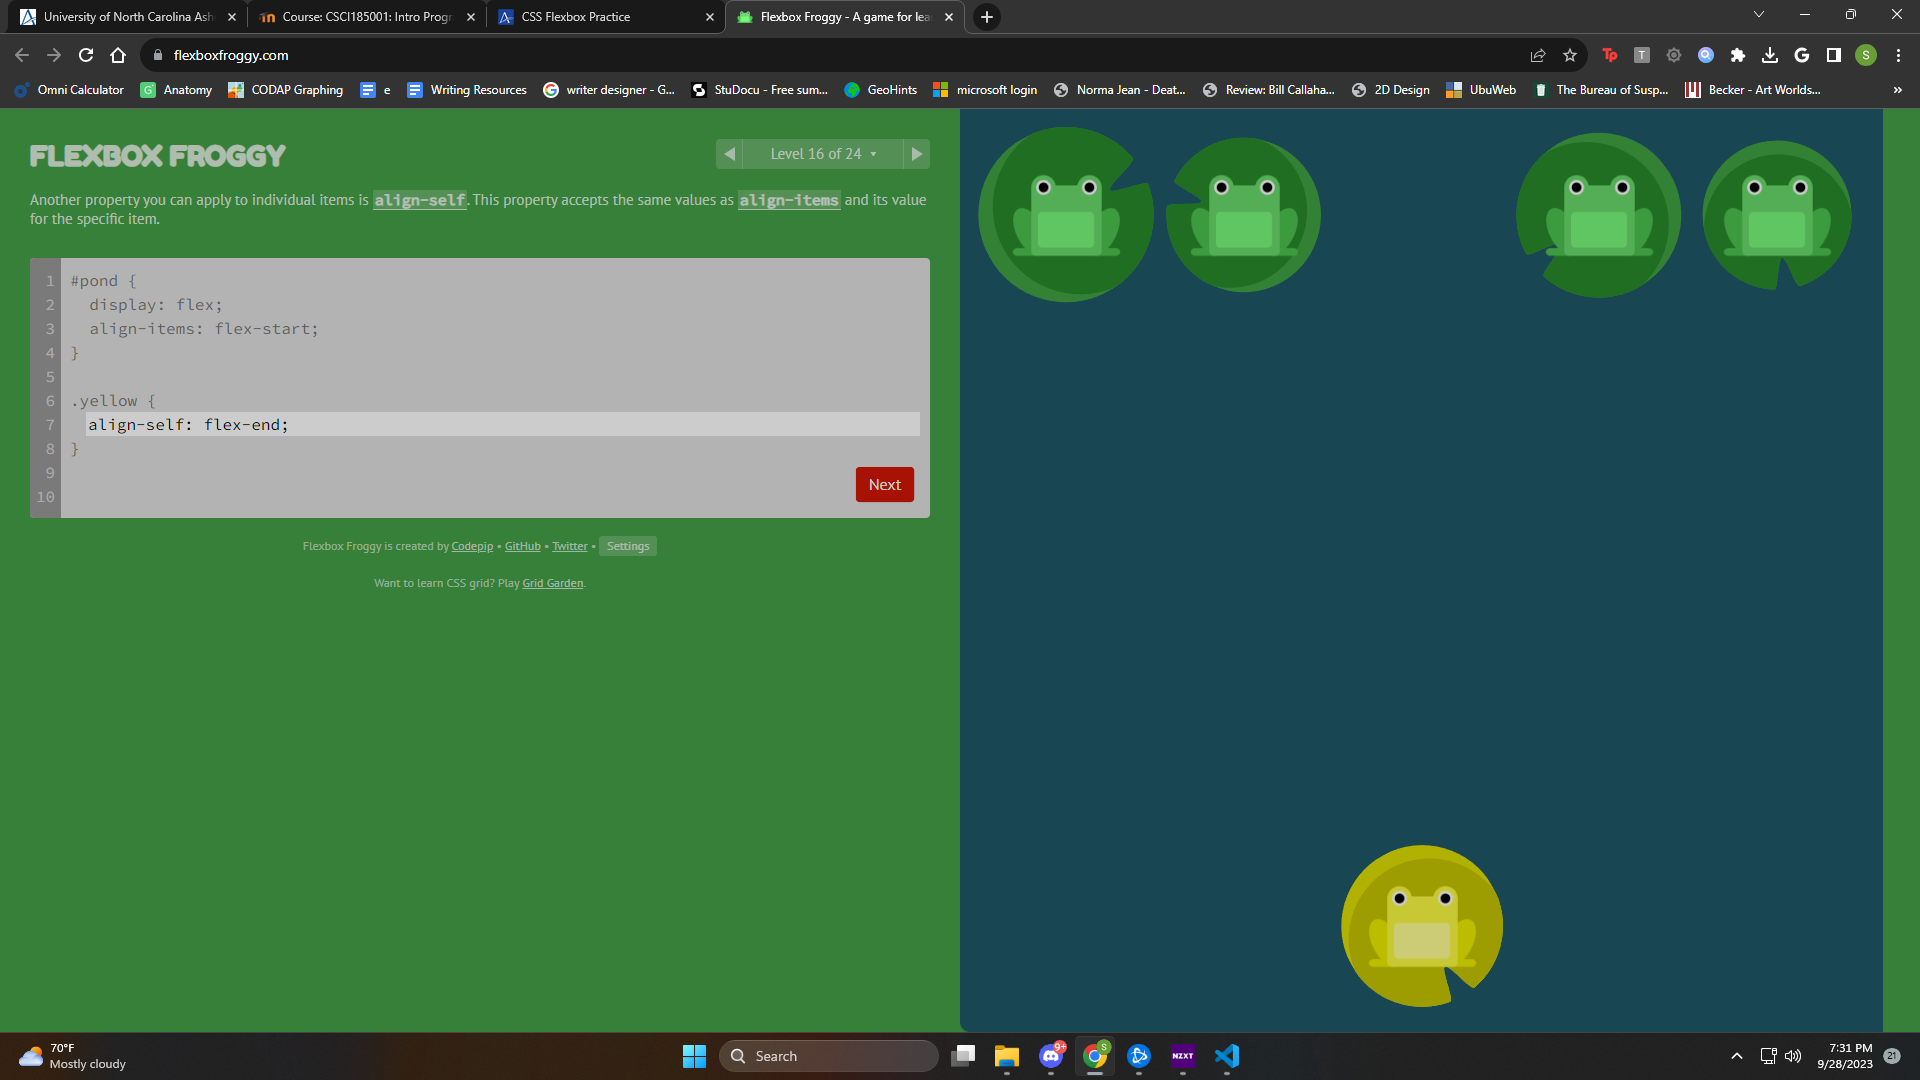 University of North Carolina Ash
Course: CSCI185001: Intro Progr
CSS Flexbox Practice
Flexbox Froggy - A game for lea
flexboxfroggy.com
Tp
T
G
S
Omni Calculator
Anatomy
CODAP Graphing
e
Writing Resources
writer designer - G...
StuDocu - Free sum...
GeoHints
microsoft login
Norma Jean - Deat...
Review: Bill Callaha...
2D Design
UbuWeb
The Bureau of Susp...
Becker - Art Worlds...
»
FLEXBOX FROGGY
Level 16 of 24
Another property you can apply to individual items is align-self. This property accepts the same values as align-items and its value
for the specific item.
1 #pond {
2 display: flex;
3 align-items: flex-start;
4 }
5
6 .yellow {
7 align-self: flex-end;
8 }
9
10
Next
Flexbox Froggy is created by Codepip • GitHub • Twitter • Settings
Want to learn CSS grid? Play Grid Garden.
70°F
Mostly cloudy
Search
9+
S
NZXT
7:31 PM
9/28/2023
21